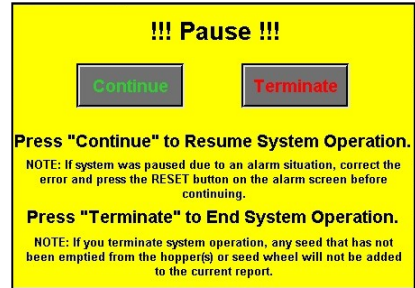 !!! Pause !!!
Continue
Terminate
Press "Continue" to Resume System Operation.
NOTE: If system was paused due to an alarm situation, correct the
error and press the RESET button on the alarm screen before
continuing.
Press "Terminate" to End System Operation.
NOTE: If you terminate system operation, any seed that has not
been emptied from the hopper(s) or seed wheel will not be added
to the current report.